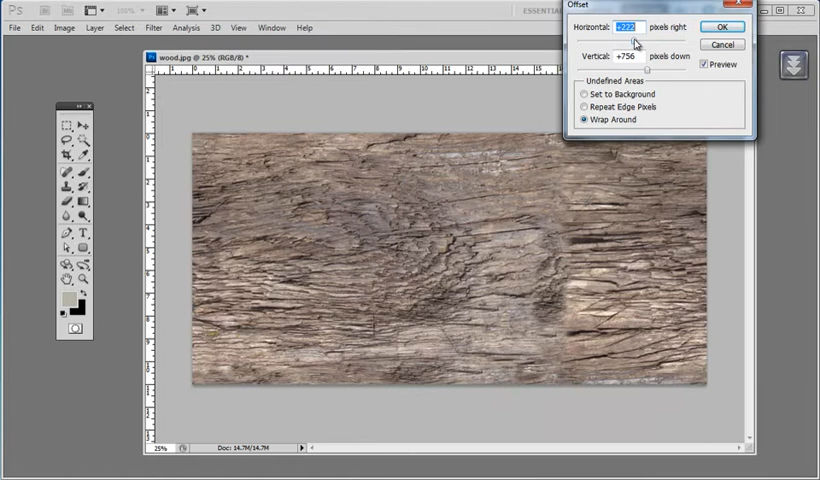 Offset
ESSENTIALS
Ps
100%
File Edit Image Layer Select Filter Analysis 3D View Window Help
Horizontal: +222 pixels right
OK
Cancel
Vertical: +756 pixels down
Preview
Undefined Areas
Set to Background
Repeat Edge Pixels
Wrap Around
wood.jpg @ 25% (RGB/8) *
25% Doc: 14.7M/14.7M